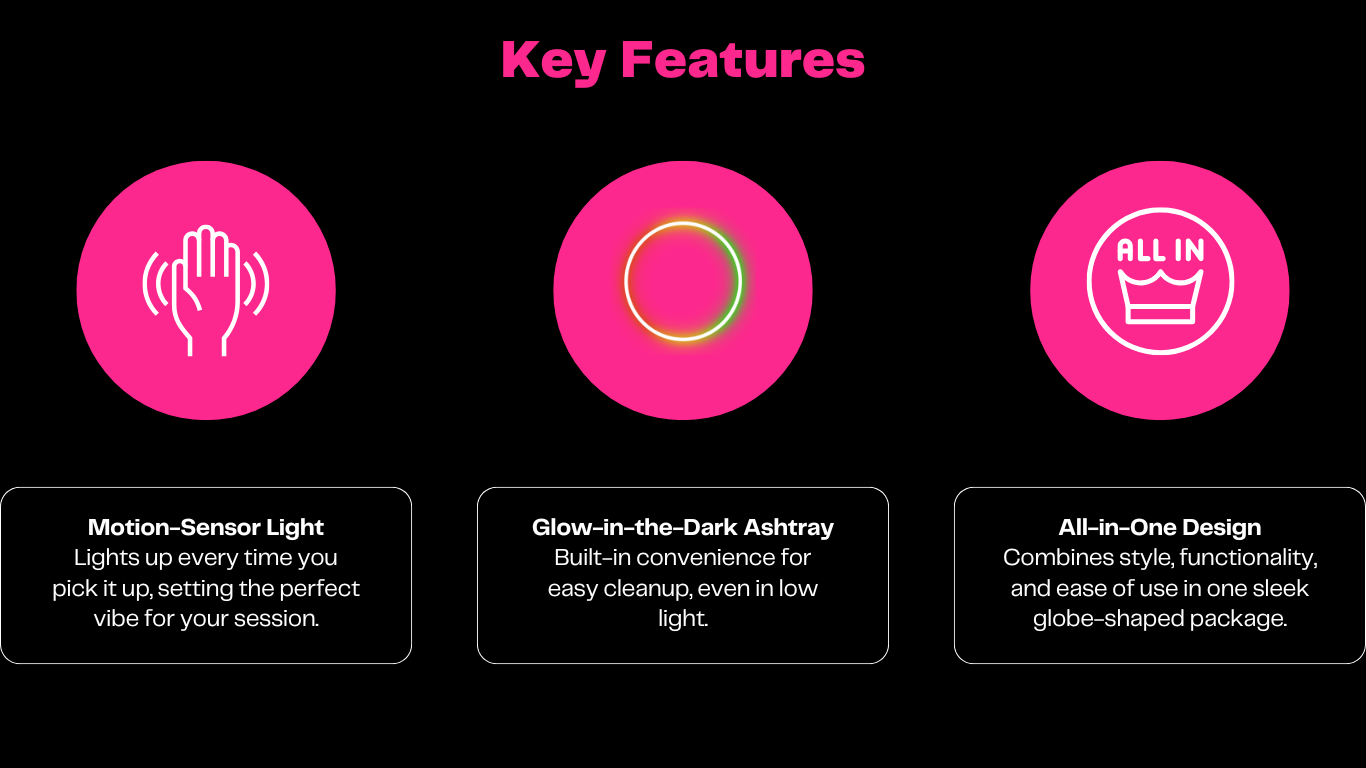 Key Features
ALL IN
Motion-Sensor Light
Lights up every time you
pick it up, setting the perfect
vibe for your session.
Glow-in-the-Dark Ashtray
Built-in convenience for
easy cleanup, even in low
light.
All-in-One Design
Combines style, functionality,
and ease of use in one sleek
globe-shaped package.